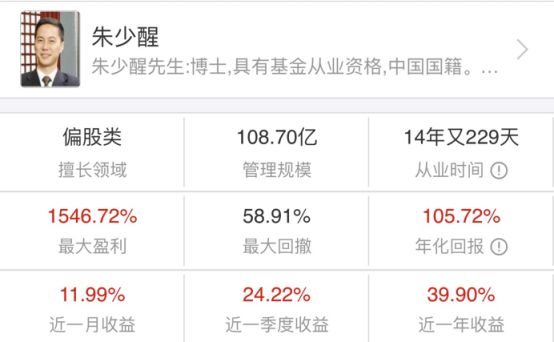 朱少醒
朱少醒先生:博士,具有基金从业资格,中国国籍。...
偏股类
108.70亿
14年又229天
擅长领域
管理规模
从业时间
1546.72%
58.91%
105.72%
最大盈利
最大回撤
年化回报
11.99%
24.22%
39.90%
近一月收益
近一季度收益
近一年收益